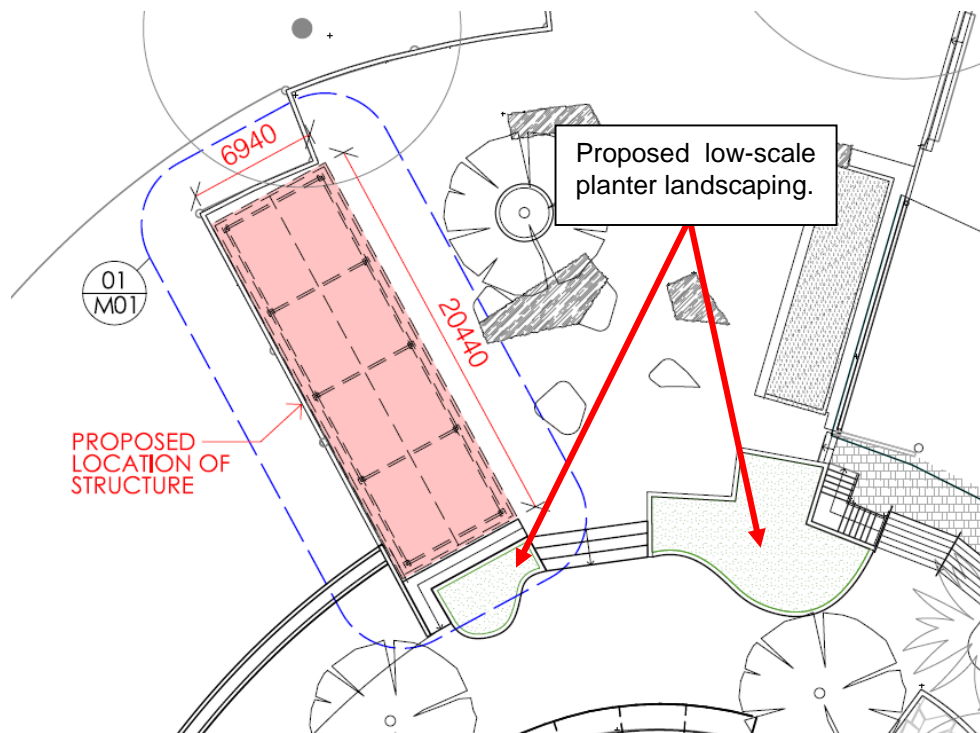 6940
Proposed low-scale
planter landscaping.
01
M01
20440
PROPOSED
LOCATION OF
STRUCTURE